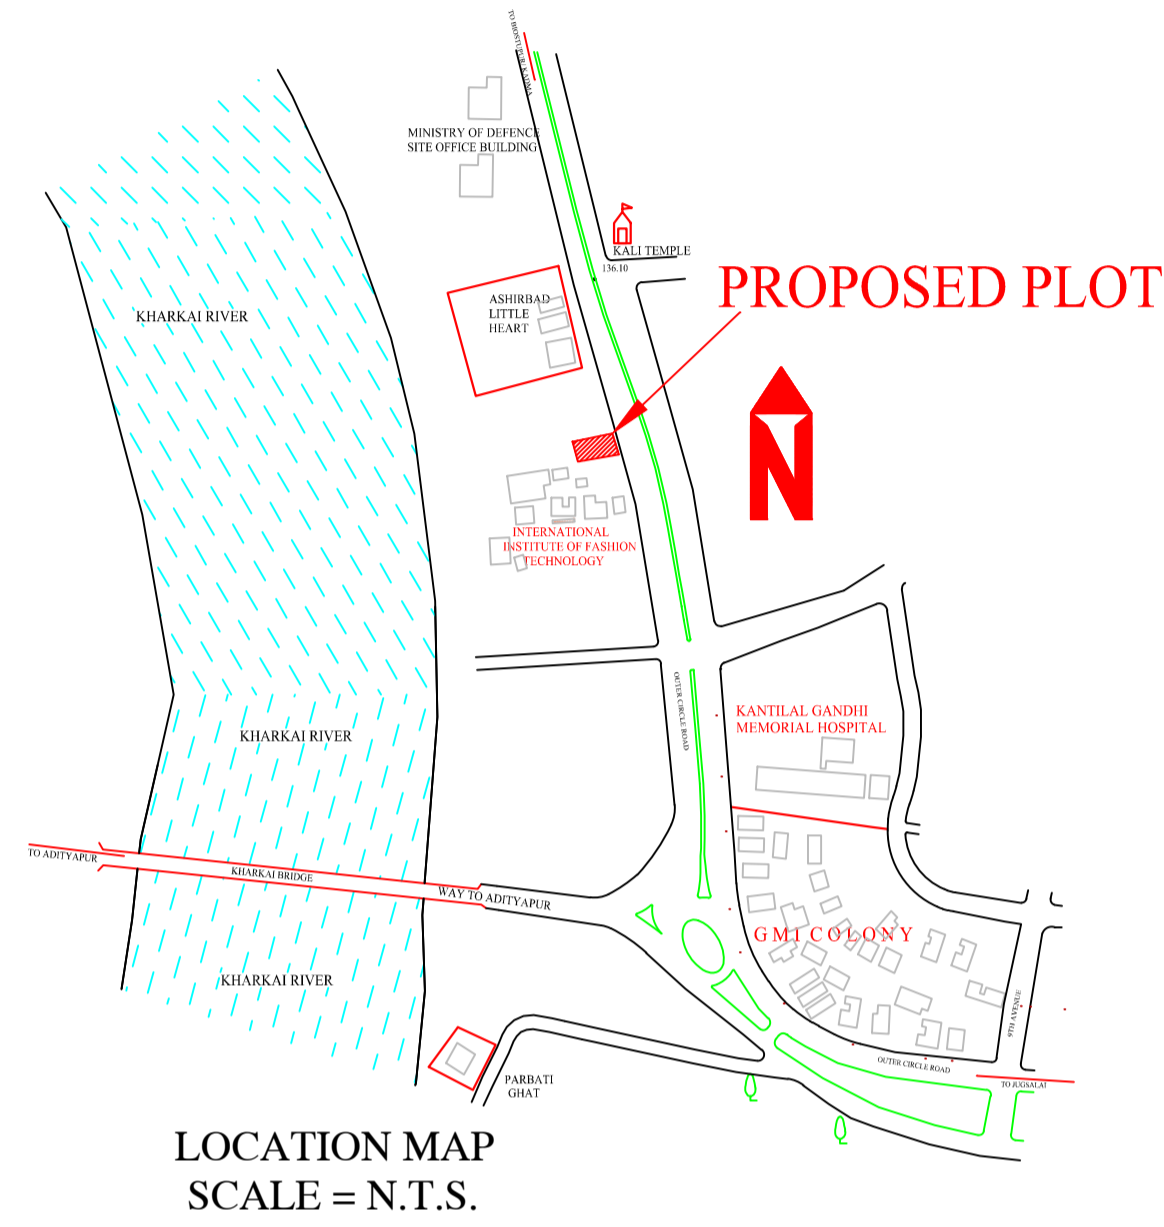 TO BISTUPUR/KADMA
MINISTRY OF DEFENCE
SITE OFFICE BUILDING
KALI TEMPLE
136.10
PROPOSED PLOT
ASHIRBAD
LITTLE
HEART
KHARKAI RIVER
N
INTERNATIONAL
INSTITUTE OF FASHION
TECHNOLOGY
OUTER CIRCLE ROAD
KANTILAL GANDHI
MEMORIAL HOSPITAL
KHARKAI RIVER
TO ADITYAPUR
KHARKAI BRIDGE
WAY TO ADITYAPUR
GMI COLONY
KHARKAI RIVER
9TH AVENUE
OUTER CIRCLE ROAD
TO JUGSALAI
PARBATI
GHAT
LOCATION MAP
SCALE = N.T.S.